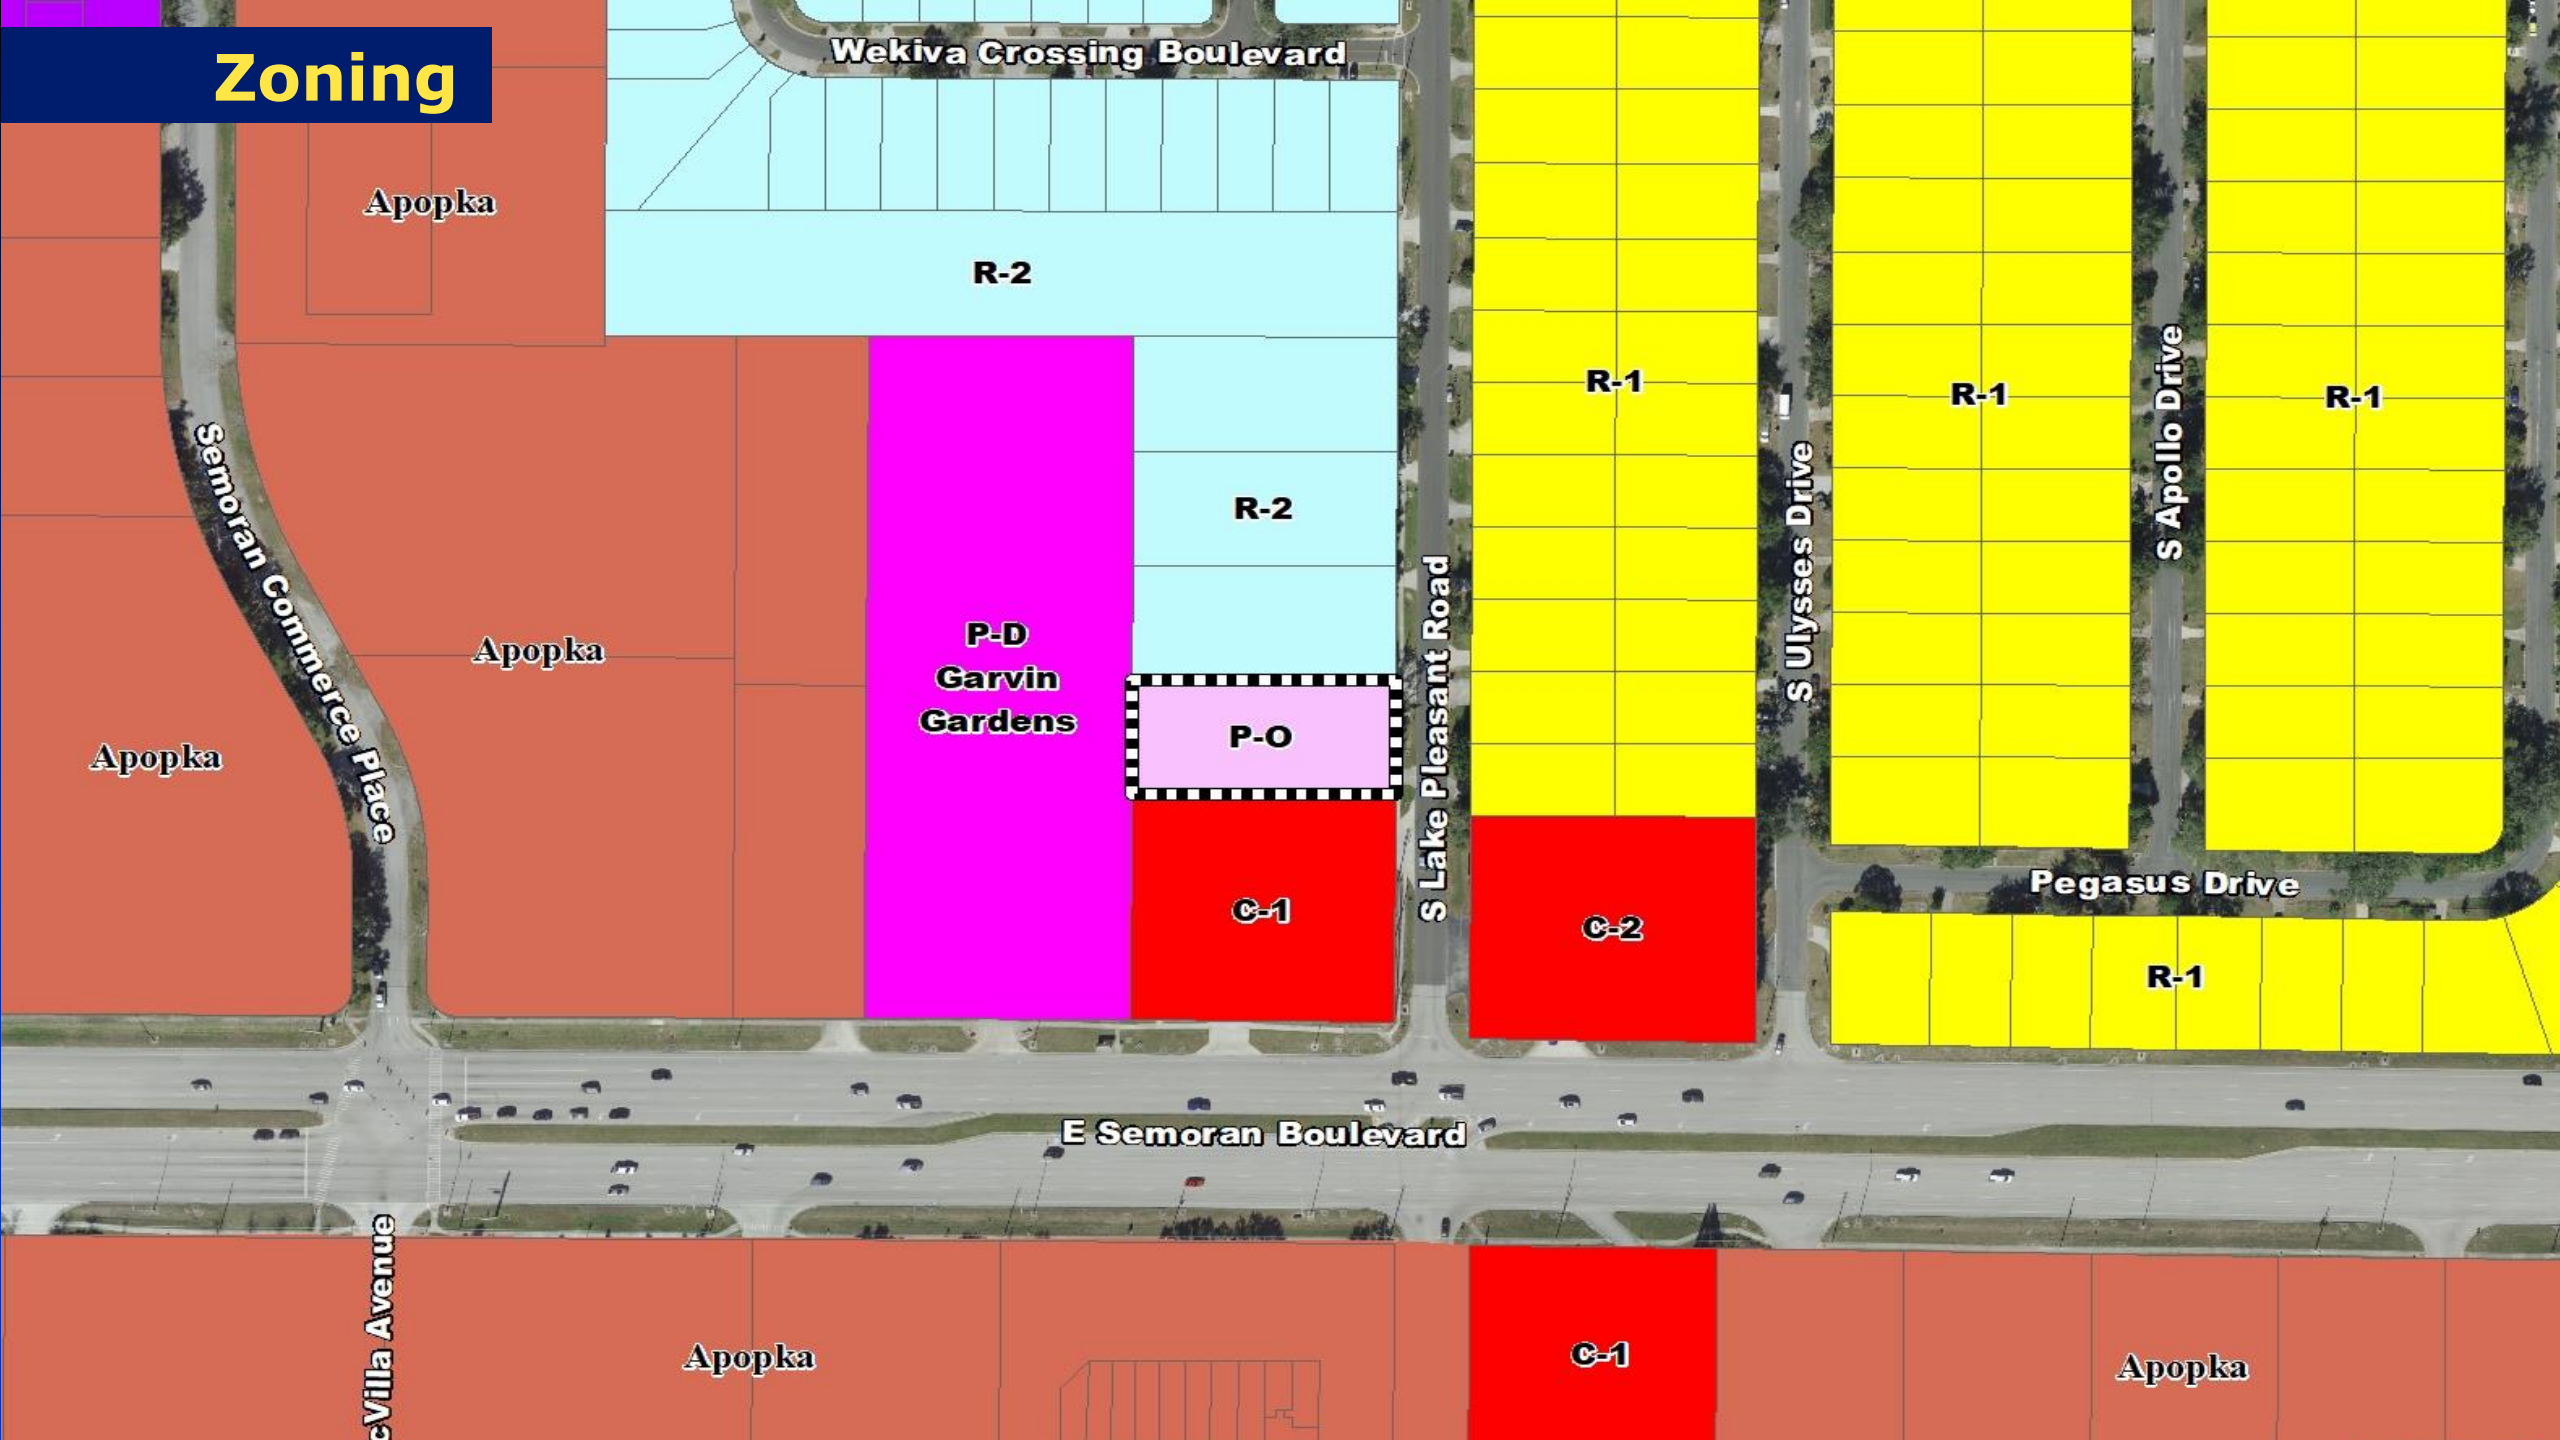 Zoning
Wekiva Crossing Boulevard
Apopka
R-2
R-1
R-1
R-1
S Apollo Drive
Semoran Commerce Place
R-2
S Ulysses Drive
S Lake Pleasant Road
Apopka
P-D
Garvin
Gardens
P-O
Apopka
C-1
C-2
Pegasus Drive
R-1
E Semoran Boulevard
Villa Avenue
Apopka
C-1
Apopka